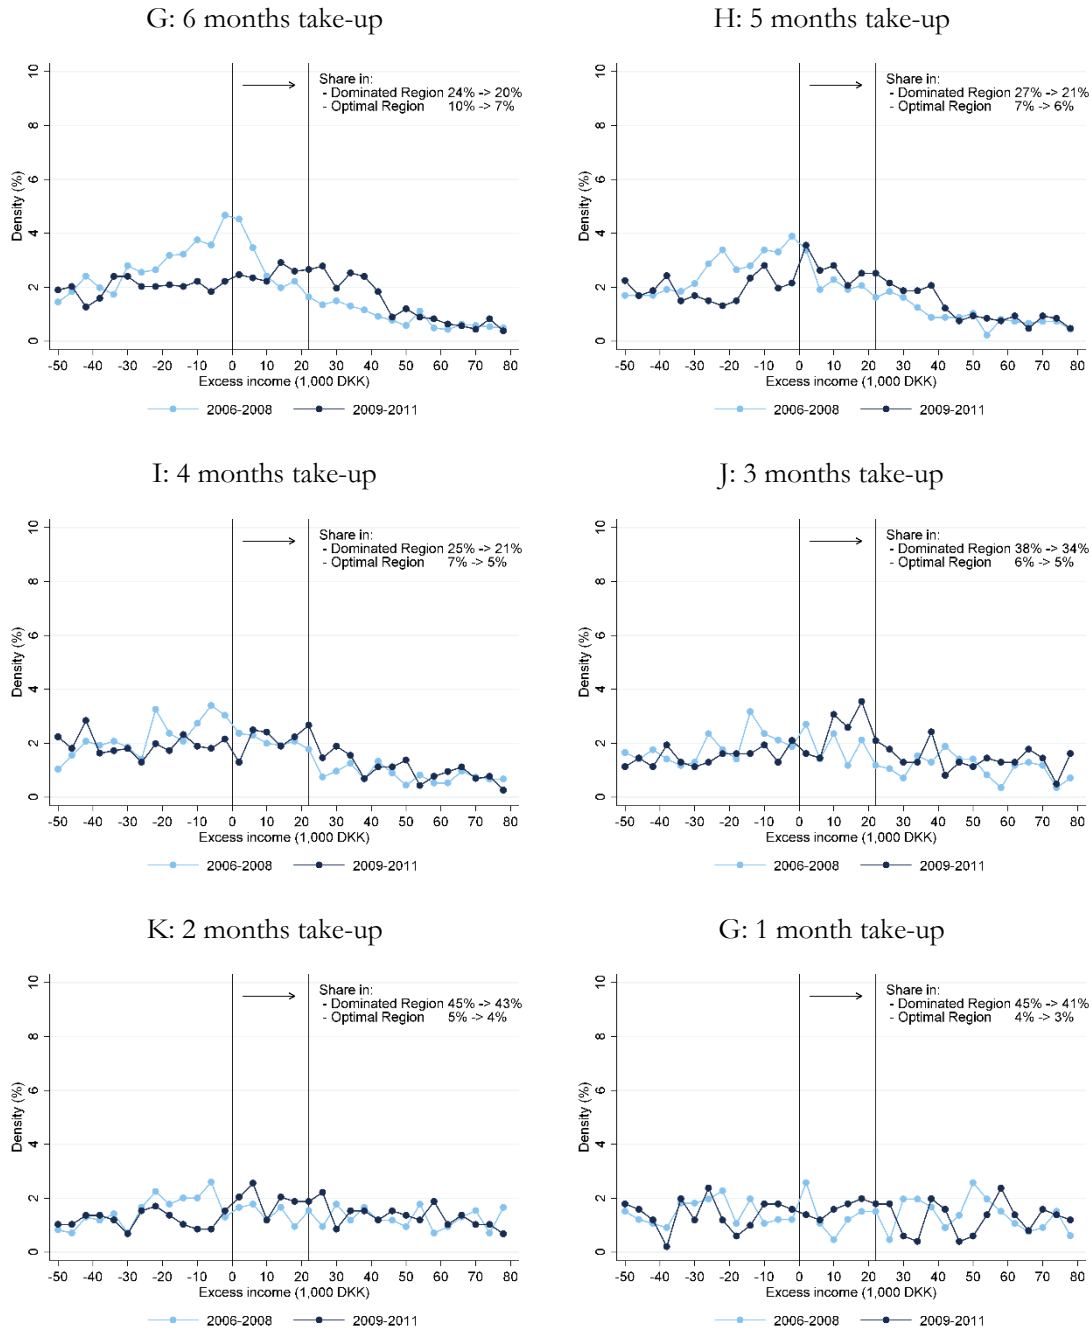 G: 6 months take-up
10
8
6
4
2
0
Density (%)
Share in:
- Dominated Region 24% -> 20%
- Optimal Region 10% -> 7%
-50 -40 -30 -20 -10 0 10 20 30 40 50 60 70 80
Excess income (1,000 DKK)
2006-2008 2009-2011
H: 5 months take-up
10
8
6
4
2
0
Density (%)
Share in:
- Dominated Region 27% -> 21%
- Optimal Region 7% -> 6%
-50 -40 -30 -20 -10 0 10 20 30 40 50 60 70 80
Excess income (1,000 DKK)
2006-2008 2009-2011
I: 4 months take-up
10
8
6
4
2
0
Density (%)
Share in:
- Dominated Region 25% -> 21%
- Optimal Region 7% -> 5%
-50 -40 -30 -20 -10 0 10 20 30 40 50 60 70 80
Excess income (1,000 DKK)
2006-2008 2009-2011
J: 3 months take-up
10
8
6
4
2
0
Density (%)
Share in:
- Dominated Region 38% -> 34%
- Optimal Region 6% -> 5%
-50 -40 -30 -20 -10 0 10 20 30 40 50 60 70 80
Excess income (1,000 DKK)
2006-2008 2009-2011
K: 2 months take-up
10
8
6
4
2
0
Density (%)
Share in:
- Dominated Region 45% -> 43%
- Optimal Region 5% -> 4%
-50 -40 -30 -20 -10 0 10 20 30 40 50 60 70 80
Excess income (1,000 DKK)
2006-2008 2009-2011
G: 1 month take-up
10
8
6
4
2
0
Density (%)
Share in:
- Dominated Region 45% -> 41%
- Optimal Region 4% -> 3%
-50 -40 -30 -20 -10 0 10 20 30 40 50 60 70 80
Excess income (1,000 DKK)
2006-2008 2009-2011